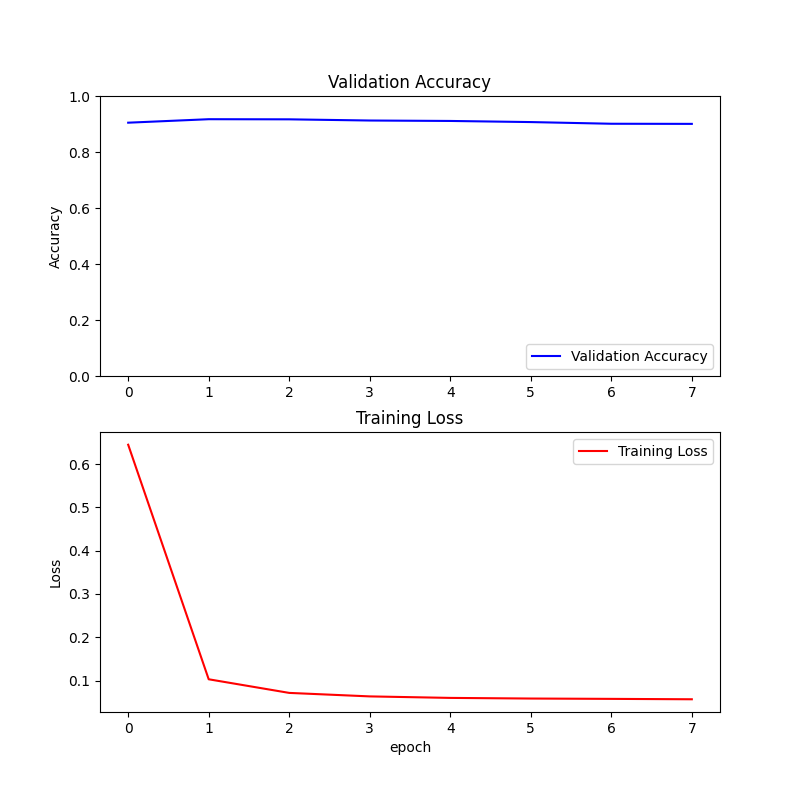 Validation Accuracy
1.0
0.8
0.6
0.4
0.2
0.0
Accuracy
Validation Accuracy
0 1 2 3 4 5 6 7
Training Loss
0.6
0.5
0.4
0.3
0.2
0.1
Loss
Training Loss
0 1 2 3 4 5 6 7
epoch